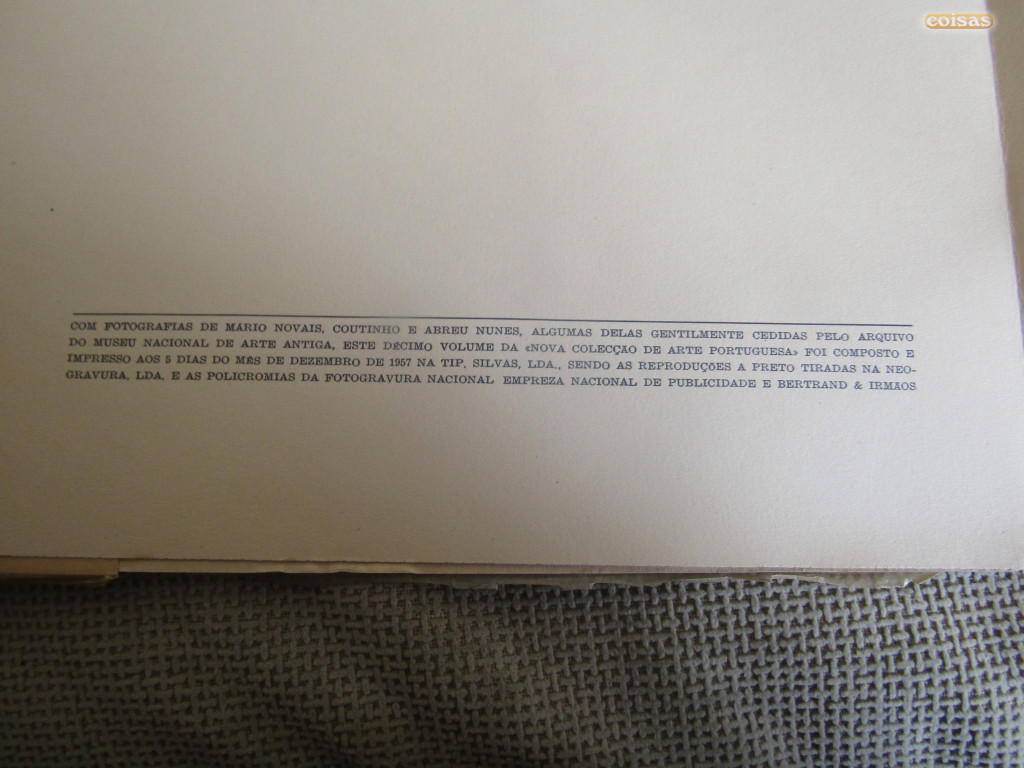 coisas
COM FOTOGRAFIAS DE MÁRIO NOVAIS, COUTINHO E ABREU NUNES, ALGUMAS DELAS GENTILMENTE CEDIDAS PELO ARQUIVO
DO MUSEU NACIONAL DE ARTE ANTIGA, ESTE DÉCIMO VOLUME DA «NOVA COLECÇÃO DE ARTE PORTUGUESA» FOI COMPOSTO E
IMPRESSO AOS 5 DIAS DO MÊS DE DEZEMBRO DE 1957 NA TIP. SILVAS, LDA., SENDO AS REPRODUÇÕES A PRETO TIRADAS NA NEO-
GRAVURA, LDA. E AS POLICROMIAS DA FOTOGRAVURA NACIONAL EMPREZA NACIONAL DE PUBLICIDADE E BERTRAND & IRMÃOS